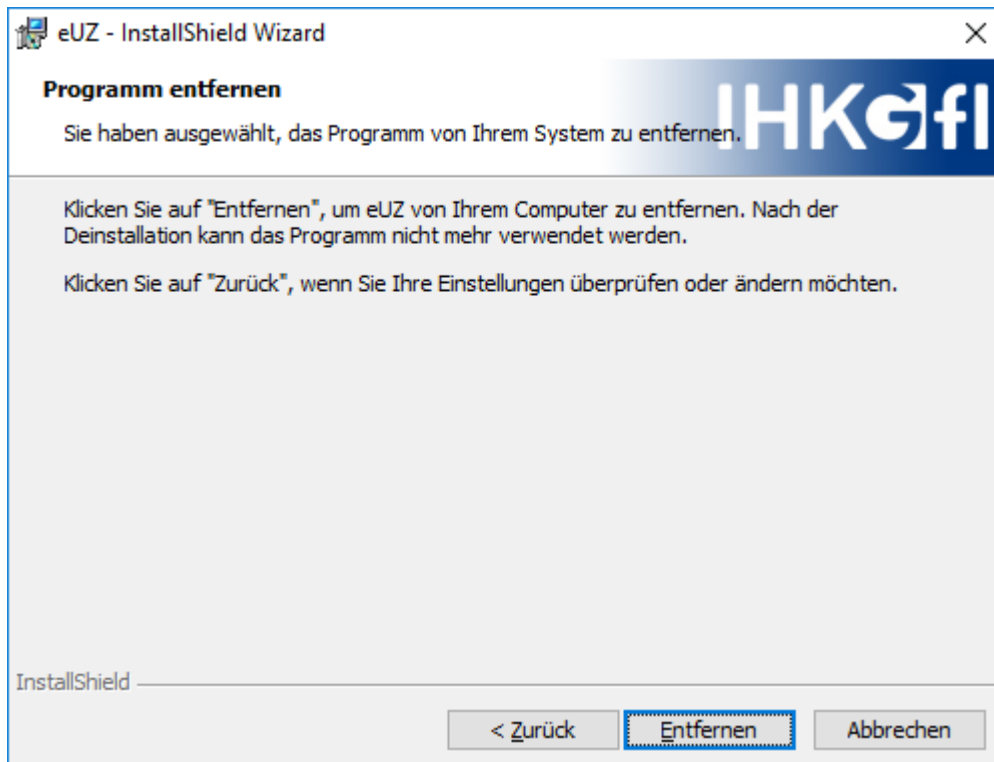 eUZ - InstallShield Wizard
Programm entfernen
Sie haben ausgewählt, das Programm von Ihrem System zu entfernen.
IHKGfI
Klicken Sie auf "Entfernen", um eUZ von Ihrem Computer zu entfernen. Nach der
Deinstallation kann das Programm nicht mehr verwendet werden.
Klicken Sie auf "Zurück", wenn Sie Ihre Einstellungen überprüfen oder ändern möchten.
InstallShield
< Zurück
Entfernen
Abbrechen